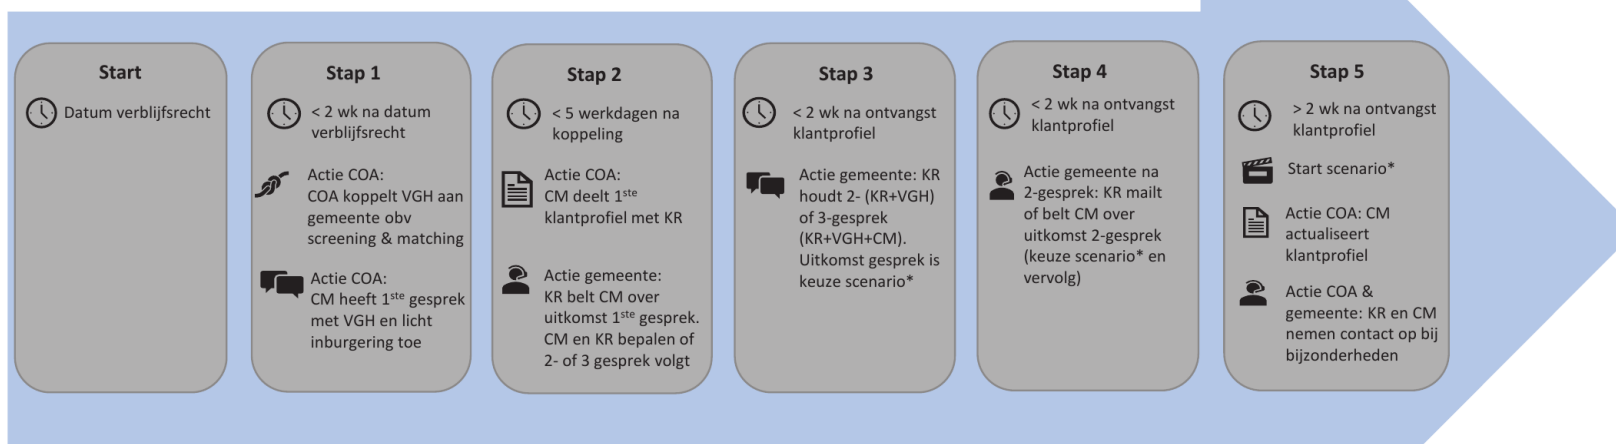 Start
Datum verblijfsrecht
Stap 1
< 2 wk na datum
verblijfsrecht
Actie COA:
COA koppelt VGH aan
gemeente obv
screening & matching
Actie COA:
CM heeft 1ste gesprek
met VGH en licht
inburgering toe
Stap 2
< 5 werkdagen na
koppeling
Actie COA:
CM deelt 1ste
klantprofiel met KR
Actie gemeente:
KR belt CM over
uitkomst 1ste gesprek.
CM en KR bepalen of
2- of 3 gesprek volgt
Stap 3
< 2 wk na ontvangst
klantprofiel
Actie gemeente: KR
houdt 2- (KR+VGH)
of 3-gesprek
(KR+VGH+CM).
Uitkomst gesprek is
keuze scenario*
Stap 4
< 2 wk na ontvangst
klantprofiel
Actie gemeente na
2-gesprek: KR mailt
of belt CM over
uitkomst 2-gesprek
(keuze scenario* en
vervolg)
Stap 5
> 2 wk na ontvangst
klantprofiel
Start scenario*
Actie COA: CM
actualiseert
klantprofiel
Actie COA &
gemeente: KR en CM
nemen contact op bij
bijzonderheden